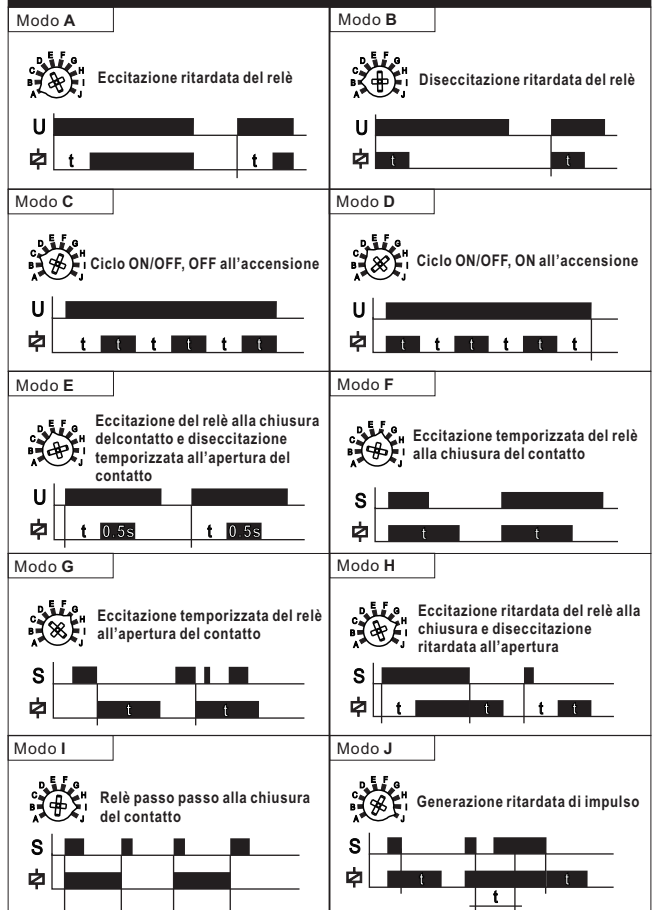 Modo A
A B C D E F G H I J
Eccitazione ritardata del relè
U
t t
Modo B
A B C D E F G H I J
Diseccitazione ritardata del relè
U
t t
Modo C
A B C D E F G H I J
Ciclo ON/OFF, OFF all'accensione
U
t t t t t t
Modo D
A B C D E F G H I J
Ciclo ON/OFF, ON all'accensione
U
t t t t t t
Modo E
A B C D E F G H I J
Eccitazione del relè alla chiusura
delcontatto e diseccitazione
temporizzata all'apertura del
contatto
U
t 0.5s t 0.5s
Modo F
A B C D E F G H I J
Eccitazione temporizzata del relè
alla chiusura del contatto
S
t t
Modo G
A B C D E F G H I J
Eccitazione temporizzata del relè
all'apertura del contatto
S
t t
Modo H
A B C D E F G H I J
Eccitazione ritardata del relè alla
chiusura e diseccitazione
ritardata all'apertura
S
t t t t
Modo I
A B C D E F G H I J
Relè passo passo alla chiusura
del contatto
S
Modo J
A B C D E F G H I J
Generazione ritardata di impulso
S
t t
t